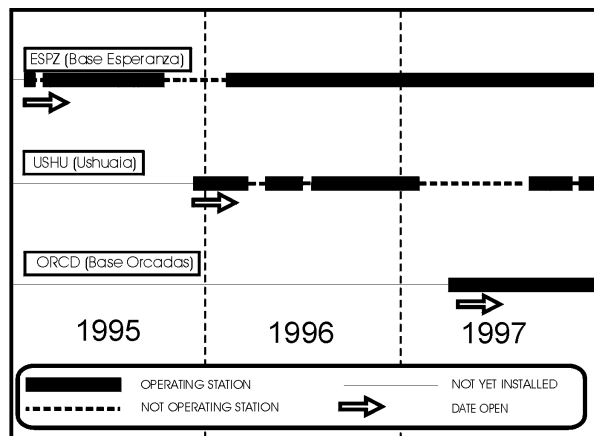 ESPZ (Base Esperanza)
USHU (Ushuaia)
ORCD (Base Orcadas)
1995 1996 1997
OPERATING STATION NOT YET INSTALLED
NOT OPERATING STATION DATE OPEN